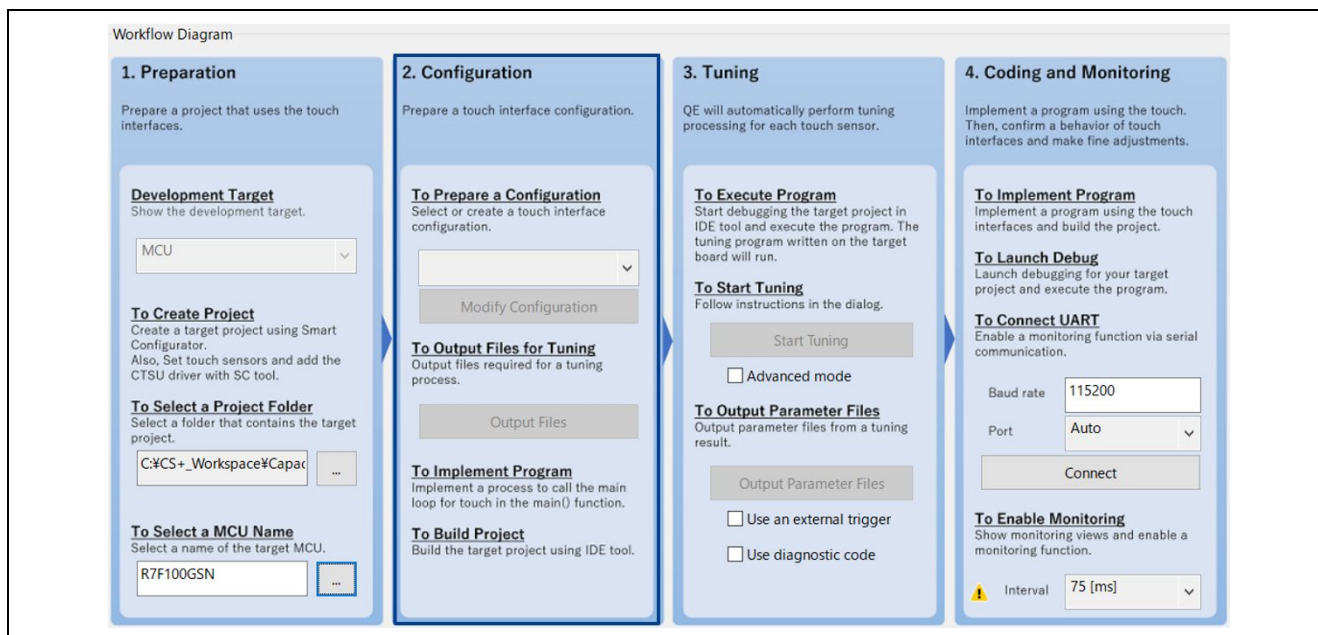 Workflow Diagram
1. Preparation
Prepare a project that uses the touch
interfaces.
Development Target
Show the development target.
MCU
To Create Project
Create a target project using Smart
Configurator.
Also, Set touch sensors and add the
CTSU driver with SC tool.
To Select a Project Folder
Select a folder that contains the target
project.
C:¥CS+_Workspace¥Capac
...
To Select a MCU Name
Select a name of the target MCU.
R7F100GSN
...
2. Configuration
Prepare a touch interface configuration.
To Prepare a Configuration
Select or create a touch interface
configuration.
Modify Configuration
To Output Files for Tuning
Output files required for a tuning
process.
Output Files
To Implement Program
Implement a process to call the main
loop for touch in the main() function.
To Build Project
Build the target project using IDE tool.
3. Tuning
QE will automatically perform tuning
processing for each touch sensor.
To Execute Program
Start debugging the target project in
IDE tool and execute the program. The
tuning program written on the target
board will run.
To Start Tuning
Follow instructions in the dialog.
Start Tuning
Advanced mode
To Output Parameter Files
Output parameter files from a tuning
result.
Output Parameter Files
Use an external trigger
Use diagnostic code
4. Coding and Monitoring
Implement a program using the touch.
Then, confirm a behavior of touch
interfaces and make fine adjustments.
To Implement Program
Implement a program using the touch
interfaces and build the project.
To Launch Debug
Launch debugging for your target
project and execute the program.
To Connect UART
Enable a monitoring function via serial
communication.
Baud rate 115200
Port Auto
Connect
To Enable Monitoring
Show monitoring views and enable a
monitoring function.
Interval 75 [ms]